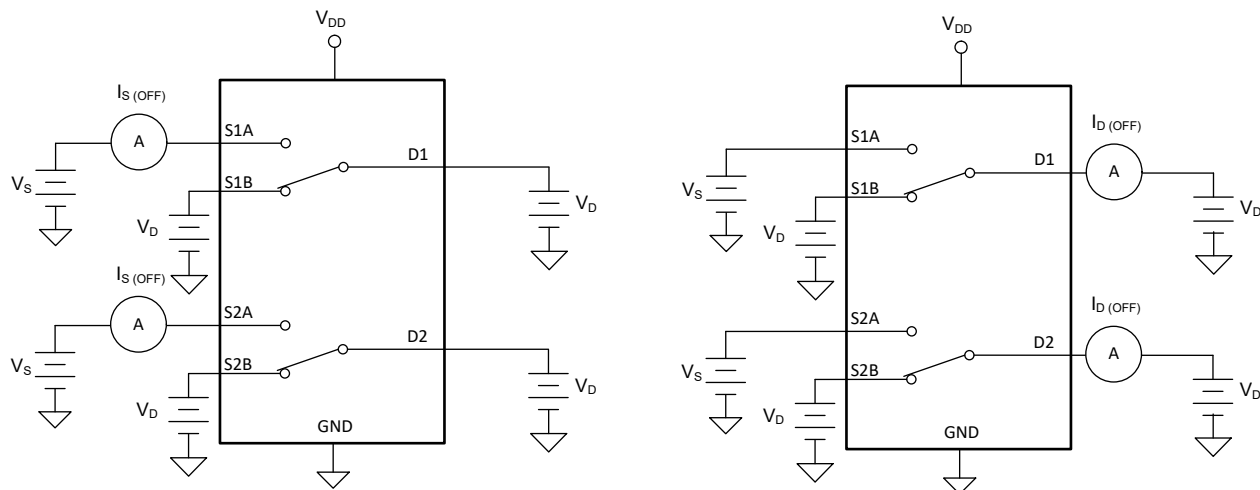 VDD
IS (OFF)
A
S1A
D1
VS
S1B
VD
VD
IS (OFF)
A
S2A
D2
VS
S2B
VD
VD
GND
VDD
ID (OFF)
S1A
D1
A
VS
S1B
VD
VD
ID (OFF)
S2A
D2
A
VS
S2B
VD
VD
GND